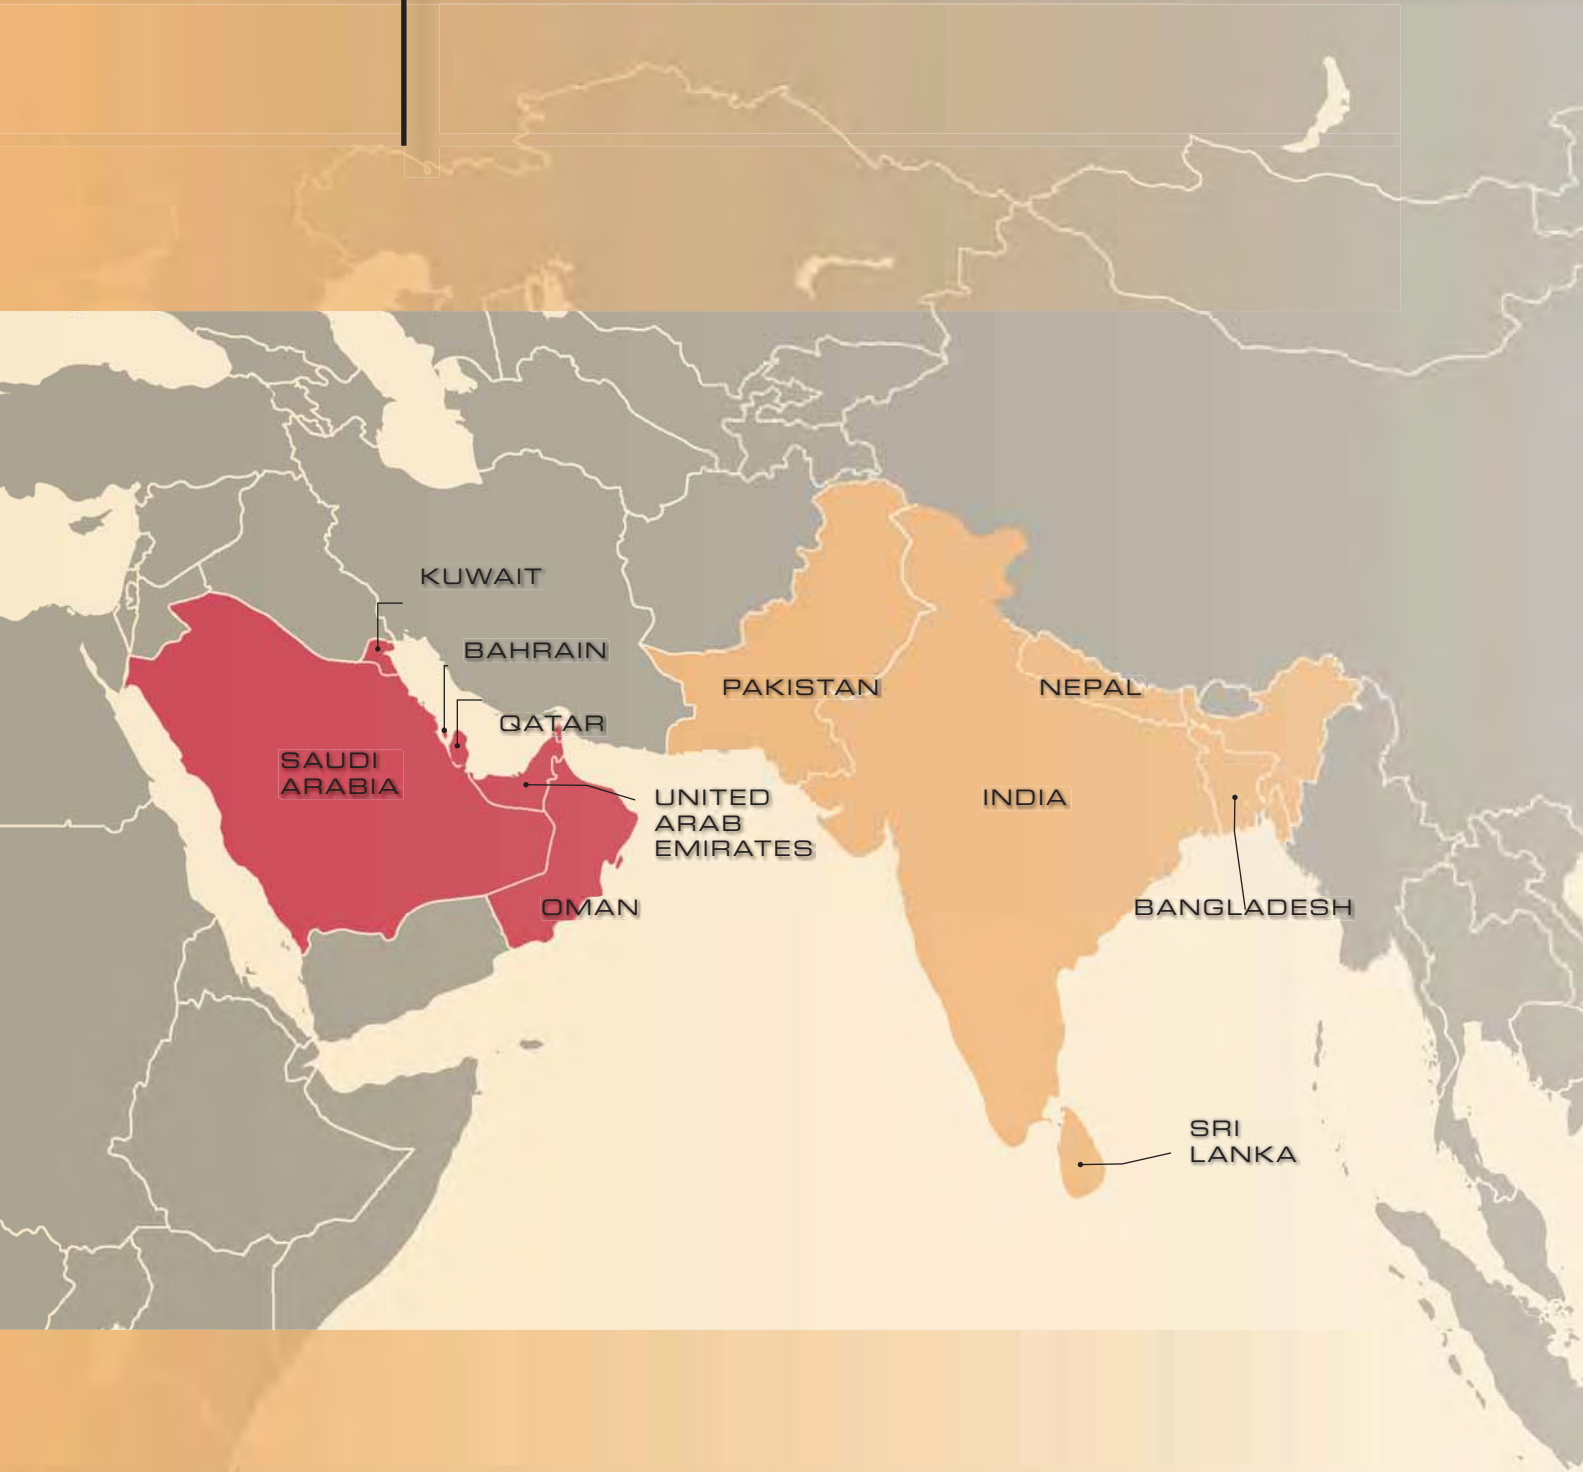 KUWAIT
BAHRAIN
QATAR
SAUDI
ARABIA
UNITED
ARAB
EMIRATES
OMAN
PAKISTAN
NEPAL
INDIA
BANGLADESH
SRI
LANKA